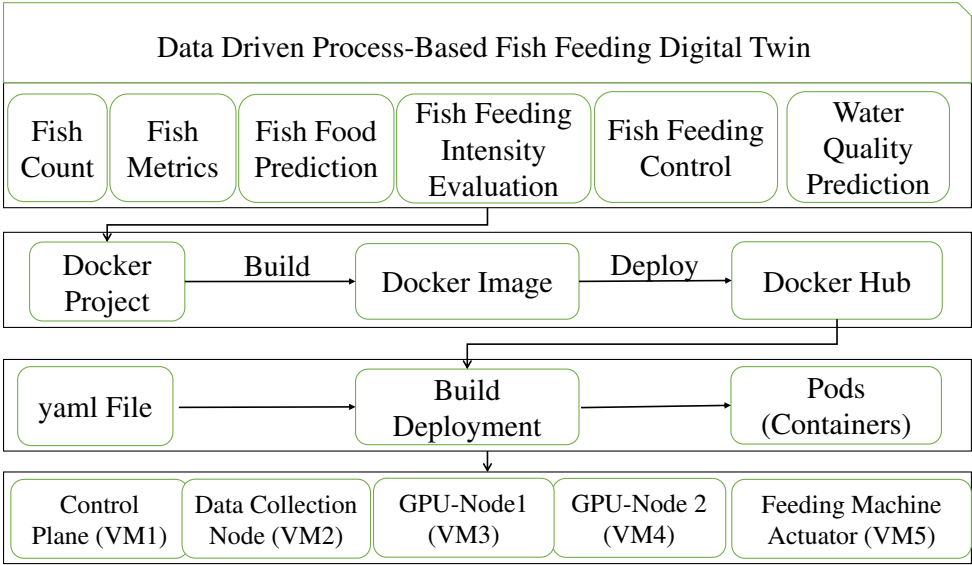 Data Driven Process-Based Fish Feeding Digital Twin
Fish
Count
Fish
Metrics
Fish Food
Prediction
Fish Feeding
Intensity
Evaluation
Fish Feeding
Control
Water
Quality
Prediction
Docker
Project
Build
Docker Image
Deploy
Docker Hub
yaml File
Build
Deployment
Pods
(Containers)
Control
Plane (VM1)
Data Collection
Node (VM2)
GPU-Node1
(VM3)
GPU-Node 2
(VM4)
Feeding Machine
Actuator (VM5)